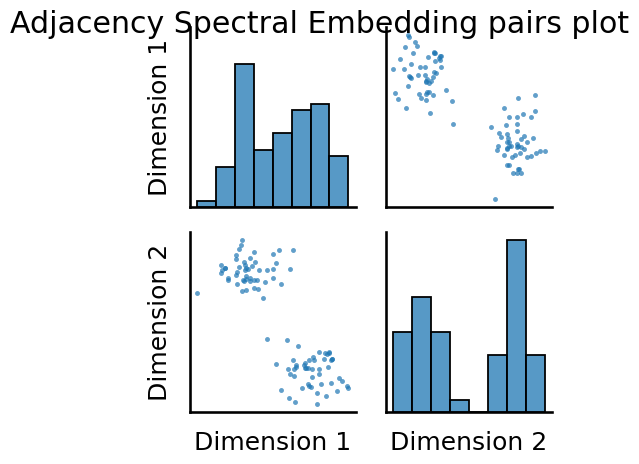 Adjacency Spectral Embedding pairs plot
Dimension 1
Dimension 2
Dimension 1
Dimension 2